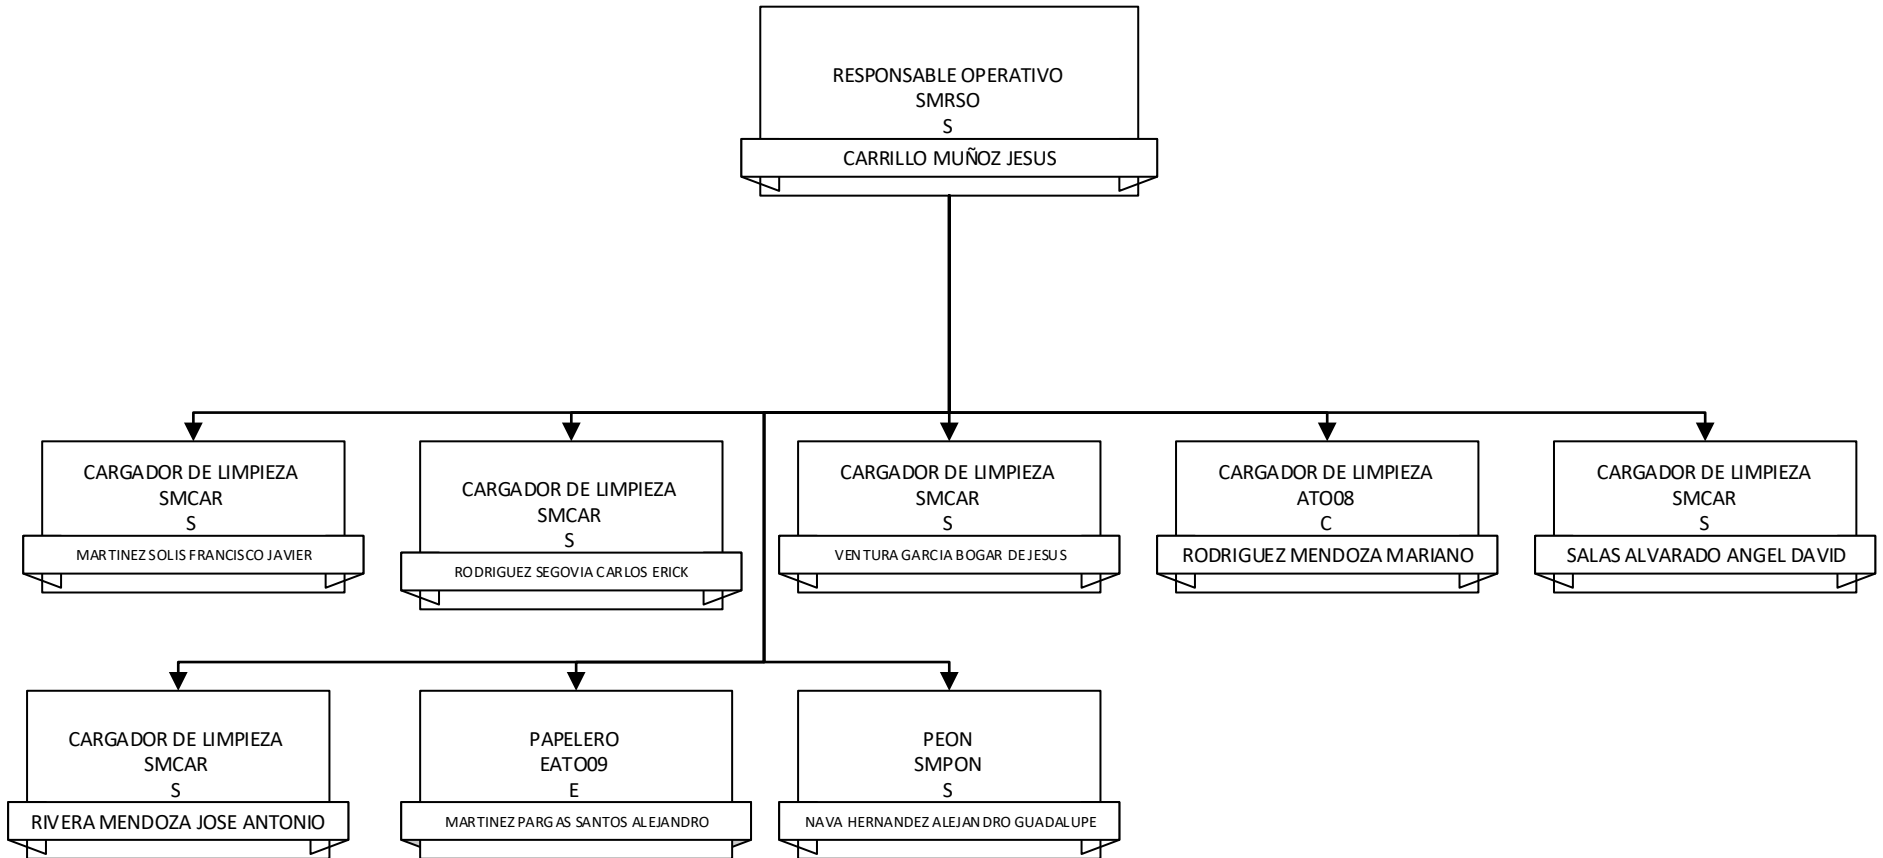 RESPONSABLE OPERATIVO
SMRSO
S
CARRILLO MUÑOZ JESUS
CARGADOR DE LIMPIEZA
SMCAR
S
MARTINEZ SOLIS FRANCISCO JAVIER
CARGADOR DE LIMPIEZA
SMCAR
S
RODRIGUEZ SEGOVIA CARLOS ERICK
CARGADOR DE LIMPIEZA
SMCAR
S
VENTURA GARCIA BOGAR DE JESUS
CARGADOR DE LIMPIEZA
ATO08
C
RODRIGUEZ MENDOZA MARIANO
CARGADOR DE LIMPIEZA
SMCAR
S
SALAS ALVARADO ANGEL DAVID
CARGADOR DE LIMPIEZA
SMCAR
S
RIVERA MENDOZA JOSE ANTONIO
PAPELERO
EATO09
E
MARTINEZ PARGAS SANTOS ALEJANDRO
PEON
SMPON
S
NAVA HERNANDEZ ALEJANDRO GUADALUPE